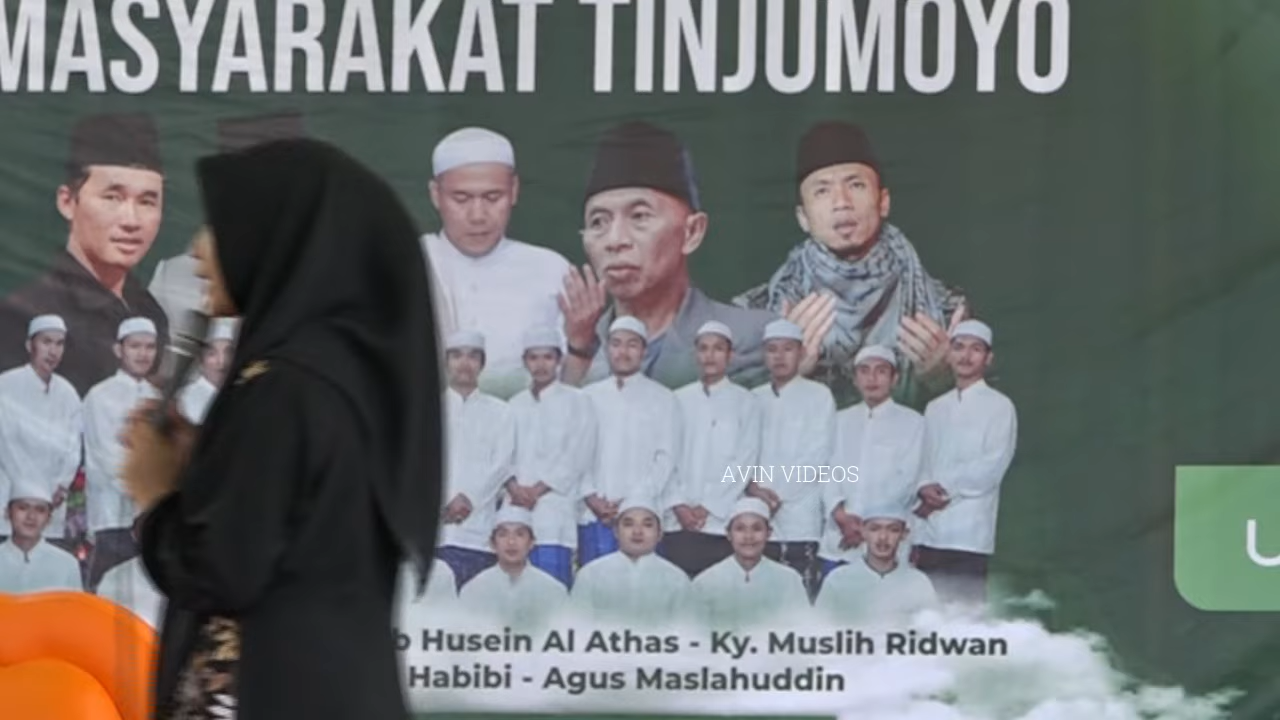 MASYARAKAT TINJUMOYO
AVIN VIDEOS
b Husein Al Athas - Ky. Muslih Ridwan
Habibi - Agus Maslahuddin
U